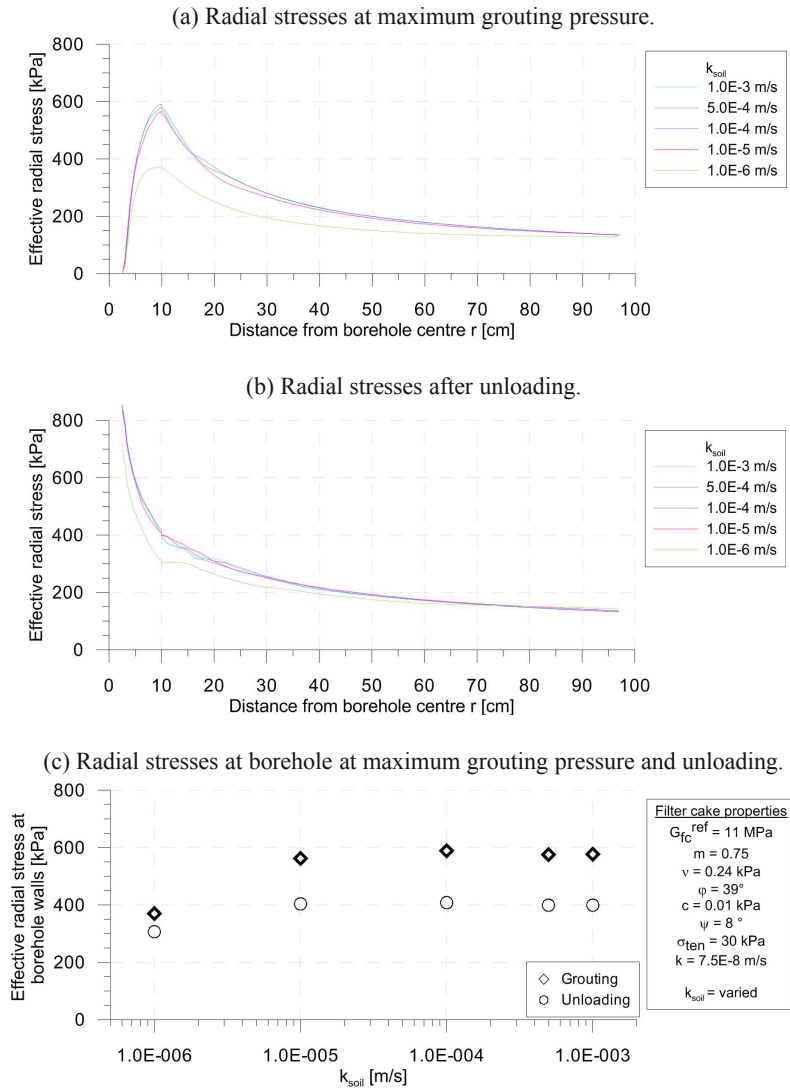 (a) Radial stresses at maximum grouting pressure.
Effective radial stress [kPa]
800
600
400
200
0
0 10 20 30 40 50 60 70 80 90 100
Distance from borehole centre r [cm]
k_soil
1.0E-3 m/s
5.0E-4 m/s
1.0E-4 m/s
1.0E-5 m/s
1.0E-6 m/s
(b) Radial stresses after unloading.
Effective radial stress [kPa]
800
600
400
200
0
0 10 20 30 40 50 60 70 80 90 100
Distance from borehole centre r [cm]
k_soil
1.0E-3 m/s
5.0E-4 m/s
1.0E-4 m/s
1.0E-5 m/s
1.0E-6 m/s
(c) Radial stresses at borehole at maximum grouting pressure and unloading.
Effective radial stress at
borehole walls [kPa]
800
600
400
200
0
1.0E-006 1.0E-005 1.0E-004 1.0E-003
k_soil [m/s]
Grouting
Unloading
Filter cake properties
G_fc^ref = 11 MPa
m = 0.75
ν = 0.24 kPa
φ = 39°
c = 0.01 kPa
ψ = 8 °
σ_ten = 30 kPa
k = 7.5E-8 m/s
k_soil = varied